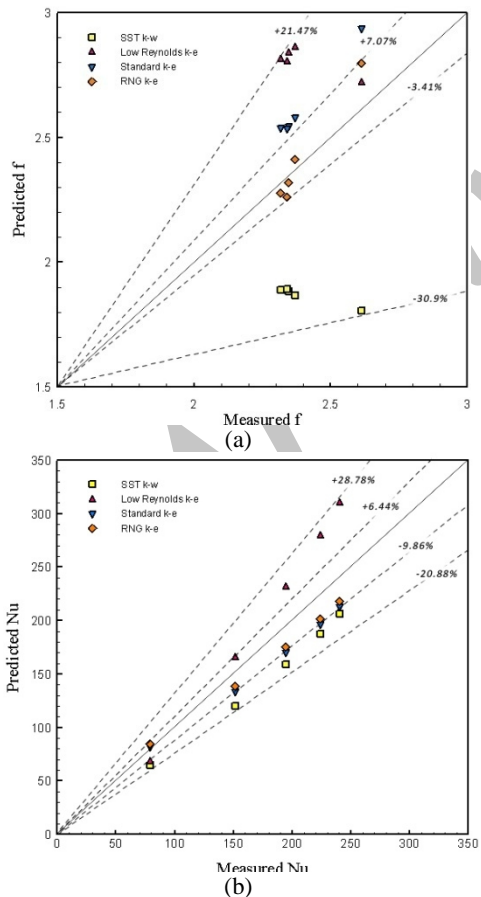 3
2.5
2
1.5
1.5
2
2.5
3
Predicted f
Measured f
SST k-w
Low Reynolds k-e
Standard k-e
RNG k-e
+21.47%
+7.07%
-3.41%
-30.9%
(a)
350
300
250
200
150
100
50
0
0
50
100
150
200
250
300
350
Predicted Nu
Measured Nu
SST k-w
Low Reynolds k-e
Standard k-e
RNG k-e
+28.78%
+6.44%
-9.86%
-20.88%
(b)